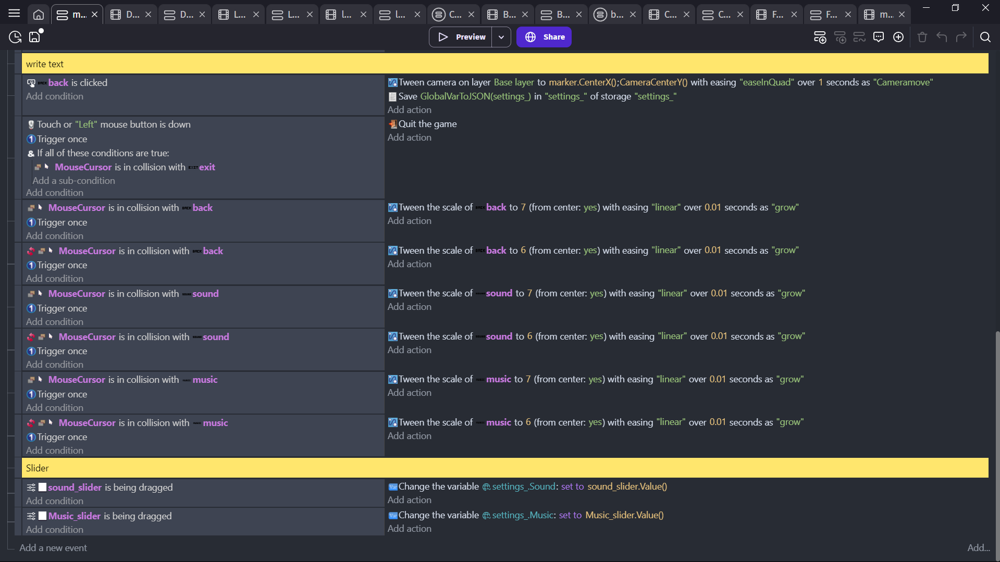 m...
D...
D...
L...
L...
l...
l...
C...
B...
B...
b...
C...
C...
F...
F...
m...
Preview
Share
write text
back is clicked
Add condition
Tween camera on layer Base layer to marker.CenterX();CameraCenterY() with easing "easeInQuad" over 1 seconds as "Cameramove"
Save GlobalVarToJSON(settings_) in "settings_" of storage "settings_"
Add action
Touch or "Left" mouse button is down
Trigger once
& If all of these conditions are true:
MouseCursor is in collision with exit
Add a sub-condition
Add condition
Quit the game
Add action
MouseCursor is in collision with back
Trigger once
Add condition
Tween the scale of back to 7 (from center: yes) with easing "linear" over 0.01 seconds as "grow"
Add action
MouseCursor is in collision with back
Trigger once
Add condition
Tween the scale of back to 6 (from center: yes) with easing "linear" over 0.01 seconds as "grow"
Add action
MouseCursor is in collision with sound
Trigger once
Add condition
Tween the scale of sound to 7 (from center: yes) with easing "linear" over 0.01 seconds as "grow"
Add action
MouseCursor is in collision with sound
Trigger once
Add condition
Tween the scale of sound to 6 (from center: yes) with easing "linear" over 0.01 seconds as "grow"
Add action
MouseCursor is in collision with music
Trigger once
Add condition
Tween the scale of music to 7 (from center: yes) with easing "linear" over 0.01 seconds as "grow"
Add action
MouseCursor is in collision with music
Trigger once
Add condition
Tween the scale of music to 6 (from center: yes) with easing "linear" over 0.01 seconds as "grow"
Add action
Slider
sound_slider is being dragged
Add condition
Change the variable settings_.Sound: set to sound_slider.Value()
Add action
Music_slider is being dragged
Add condition
Change the variable settings_.Music: set to Music_slider.Value()
Add action
Add a new event
Add...